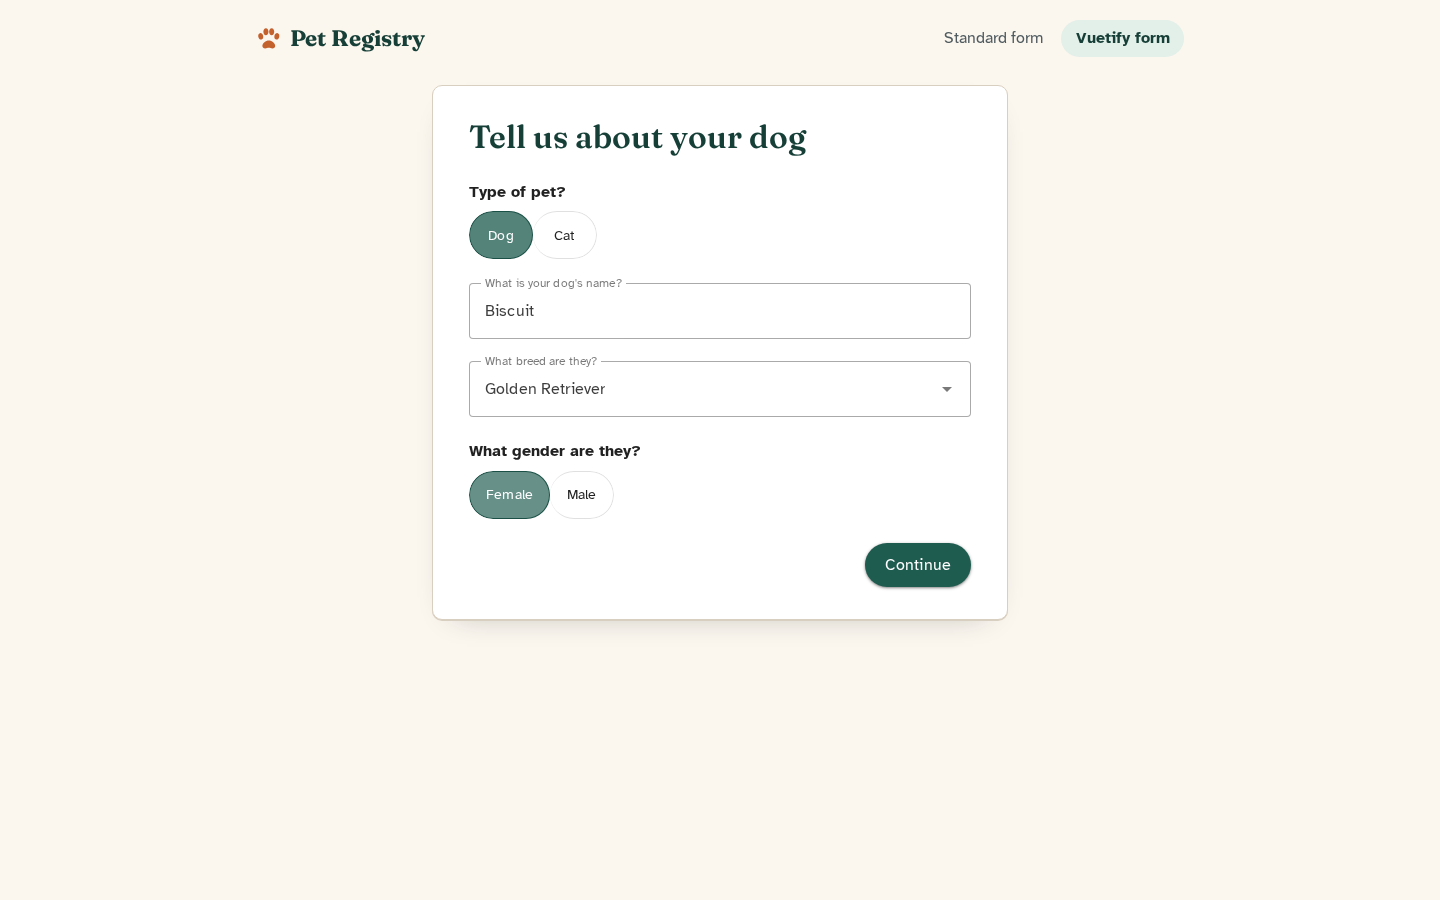 Pet Registry
Standard form
Vuetify form
Tell us about your dog
Type of pet?
Dog
Cat
What is your dog's name?
Biscuit
What breed are they?
Golden Retriever
What gender are they?
Female
Male
Continue